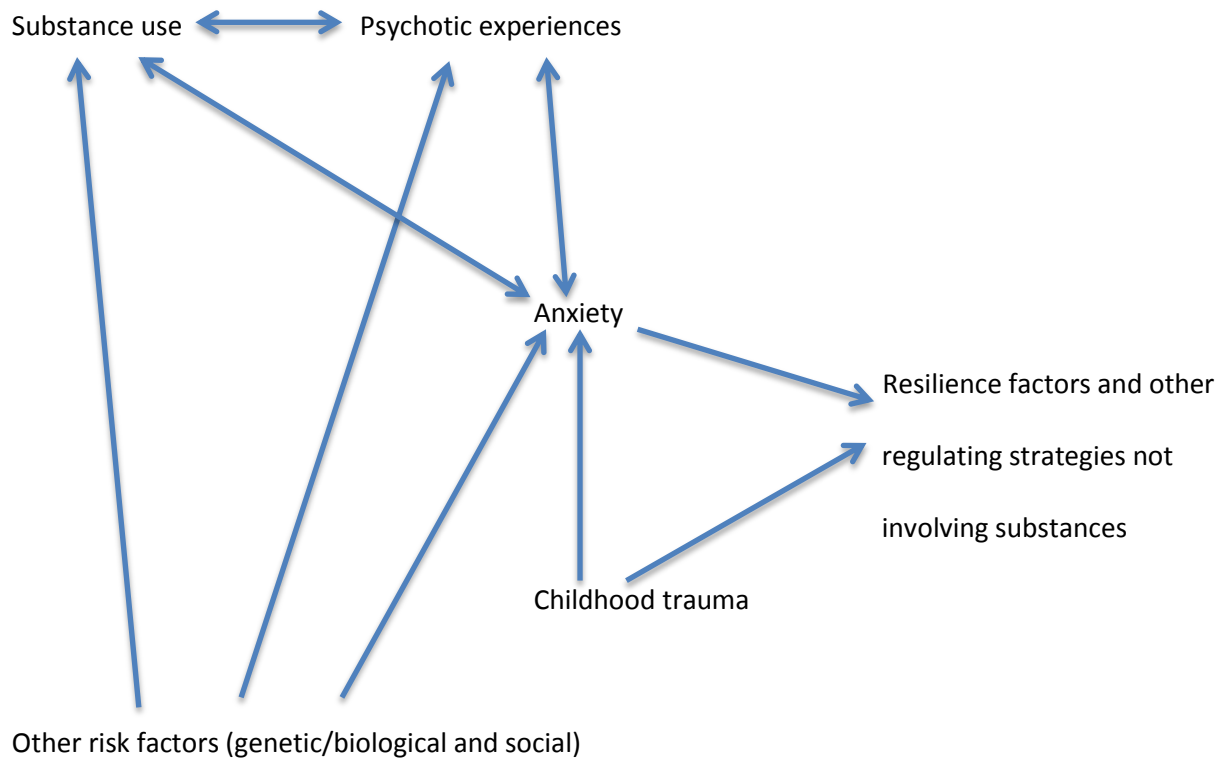 Substance use
Psychotic experiences
Anxiety
Resilience factors and other
regulating strategies not
involving substances
Childhood trauma
Other risk factors (genetic/biological and social)